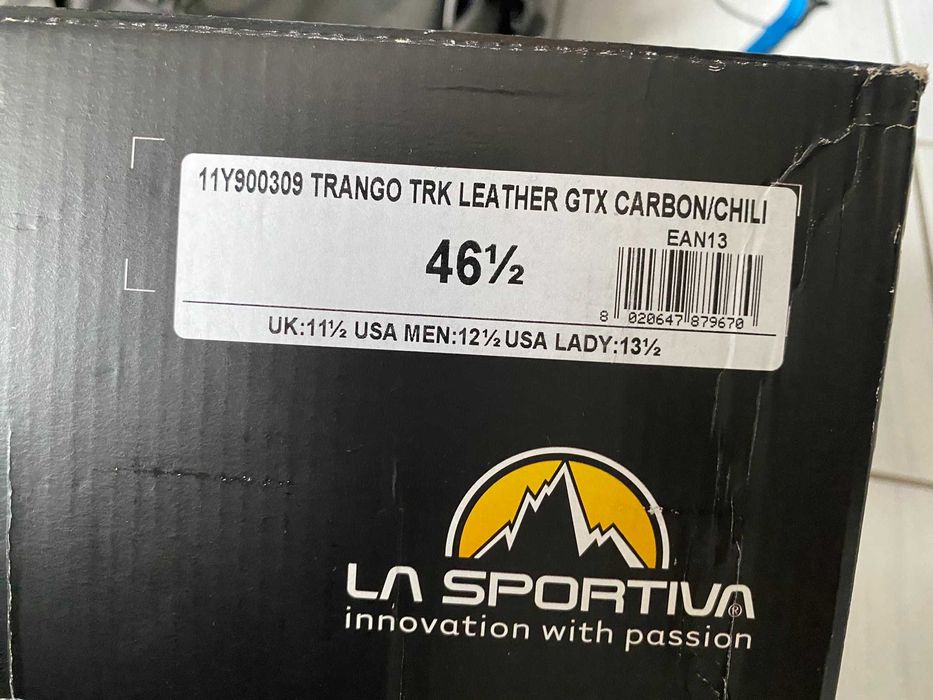 11Y900309 TRANGO TRK LEATHER GTX CARBON/CHILI
EAN13
46½
8 020647 879670
UK:11½ USA MEN:12½ USA LADY:13½
LA SPORTIVA®
innovation with passion